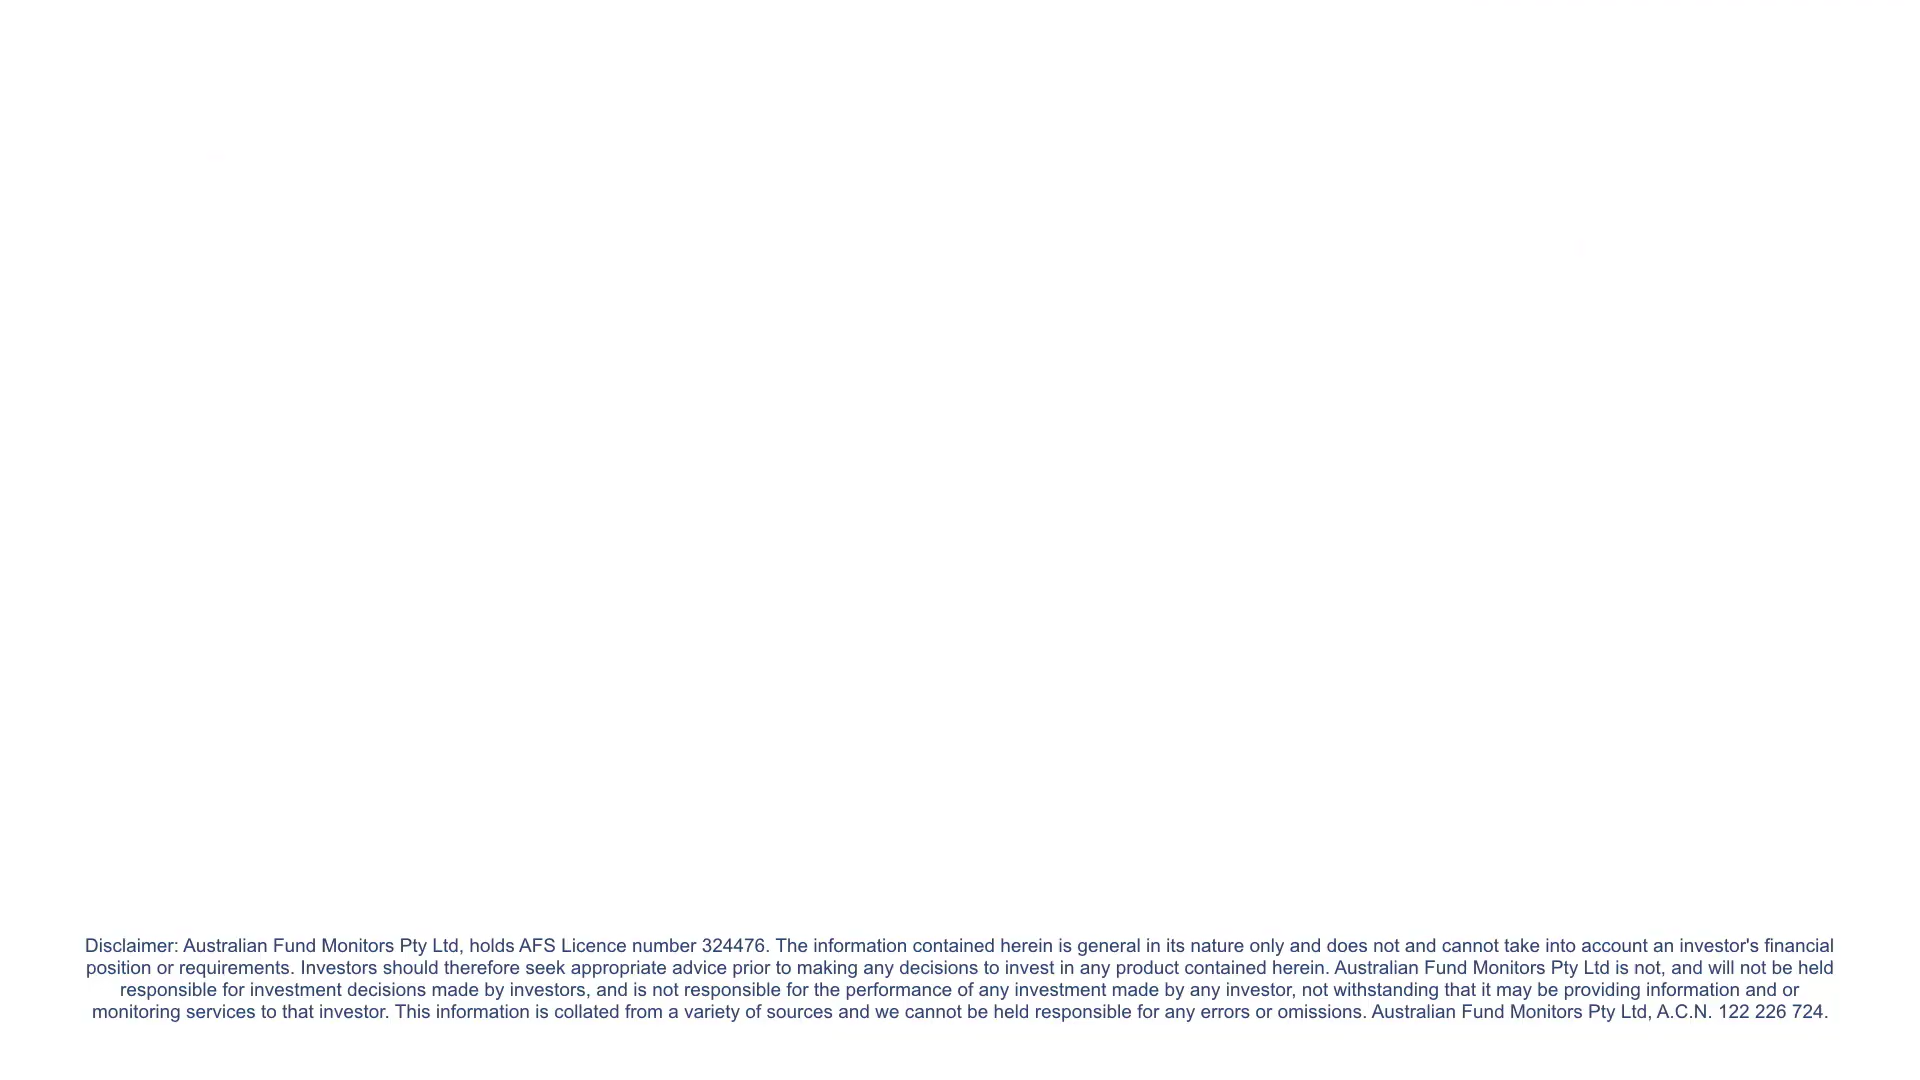 Disclaimer: Australian Fund Monitors Pty Ltd, holds AFS Licence number 324476. The information contained herein is general in its nature only and does not and cannot take into account an investor's financial
position or requirements. Investors should therefore seek appropriate advice prior to making any decisions to invest in any product contained herein. Australian Fund Monitors Pty Ltd is not, and will not be held
responsible for investment decisions made by investors, and is not responsible for the performance of any investment made by any investor, not withstanding that it may be providing information and or
monitoring services to that investor. This information is collated from a variety of sources and we cannot be held responsible for any errors or omissions. Australian Fund Monitors Pty Ltd, A.C.N. 122 226 724.